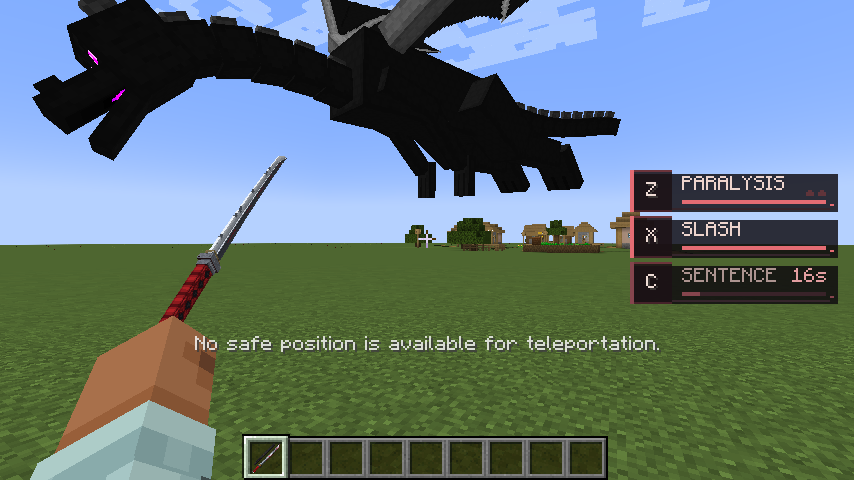 Z PARALYSIS
X SLASH
C SENTENCE 16s
No safe position is available for teleportation.